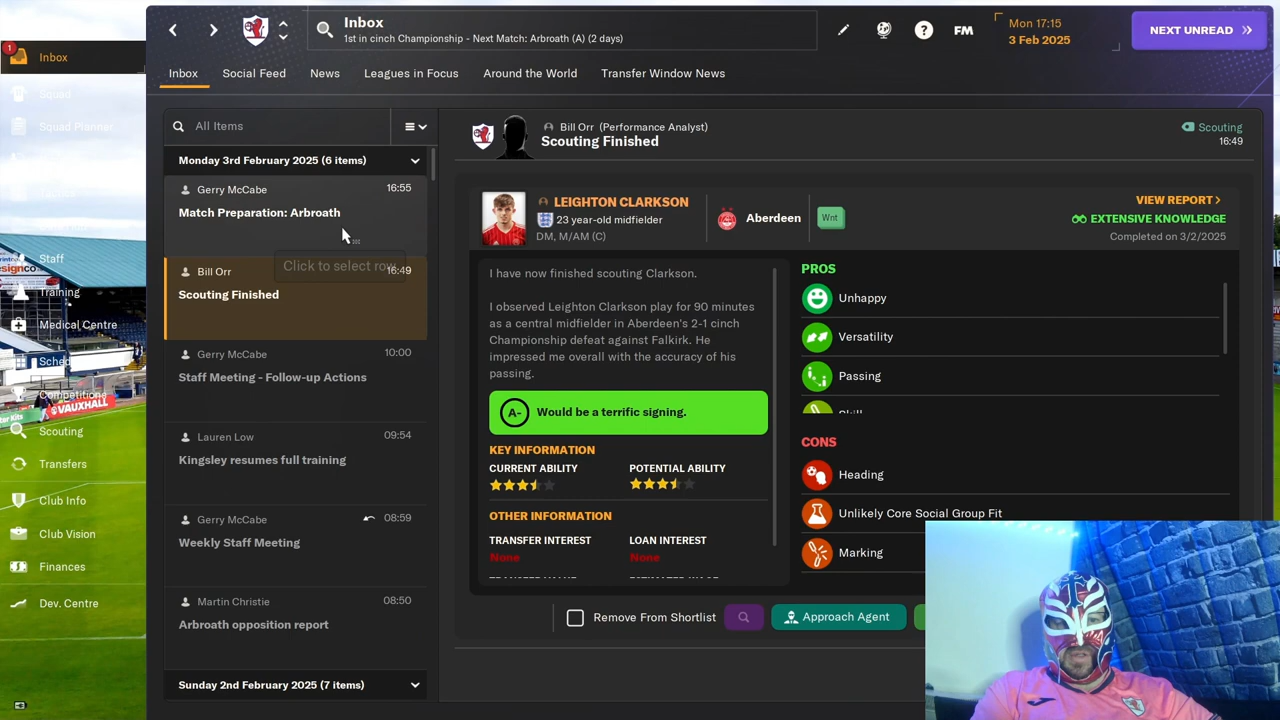 Inbox
1st in cinch Championship - Next Match: Arbroath (A) (2 days)
FM
Mon 17:15
3 Feb 2025
NEXT UNREAD
1
Inbox
Squad
Squad Planner
Staff
Training
Medical Centre
Sched
Competitions
Scouting
Transfers
Club Info
Club Vision
Finances
Dev. Centre
VAUXHALL
Inbox
Social Feed
News
Leagues in Focus
Around the World
Transfer Window News
All Items
Monday 3rd February 2025 (6 items)
Gerry McCabe
16:55
Match Preparation: Arbroath
Click to select row
Bill Orr
16:49
Scouting Finished
Gerry McCabe
10:00
Staff Meeting - Follow-up Actions
Lauren Low
09:54
Kingsley resumes full training
Gerry McCabe
08:59
Weekly Staff Meeting
Martin Christie
08:50
Arbroath opposition report
Sunday 2nd February 2025 (7 items)
Bill Orr (Performance Analyst)
Scouting Finished
Scouting
16:49
LEIGHTON CLARKSON
23 year-old midfielder
DM, M/AM (C)
Aberdeen
Wnt
VIEW REPORT
EXTENSIVE KNOWLEDGE
Completed on 3/2/2025
I have now finished scouting Clarkson.
I observed Leighton Clarkson play for 90 minutes
as a central midfielder in Aberdeen's 2-1 cinch
Championship defeat against Falkirk. He
impressed me overall with the accuracy of his
passing.
A- Would be a terrific signing.
KEY INFORMATION
CURRENT ABILITY
POTENTIAL ABILITY
OTHER INFORMATION
TRANSFER INTEREST
LOAN INTEREST
None
None
PROS
Unhappy
Versatility
Passing
Skill
CONS
Heading
Unlikely Core Social Group Fit
Marking
Remove From Shortlist
Approach Agent